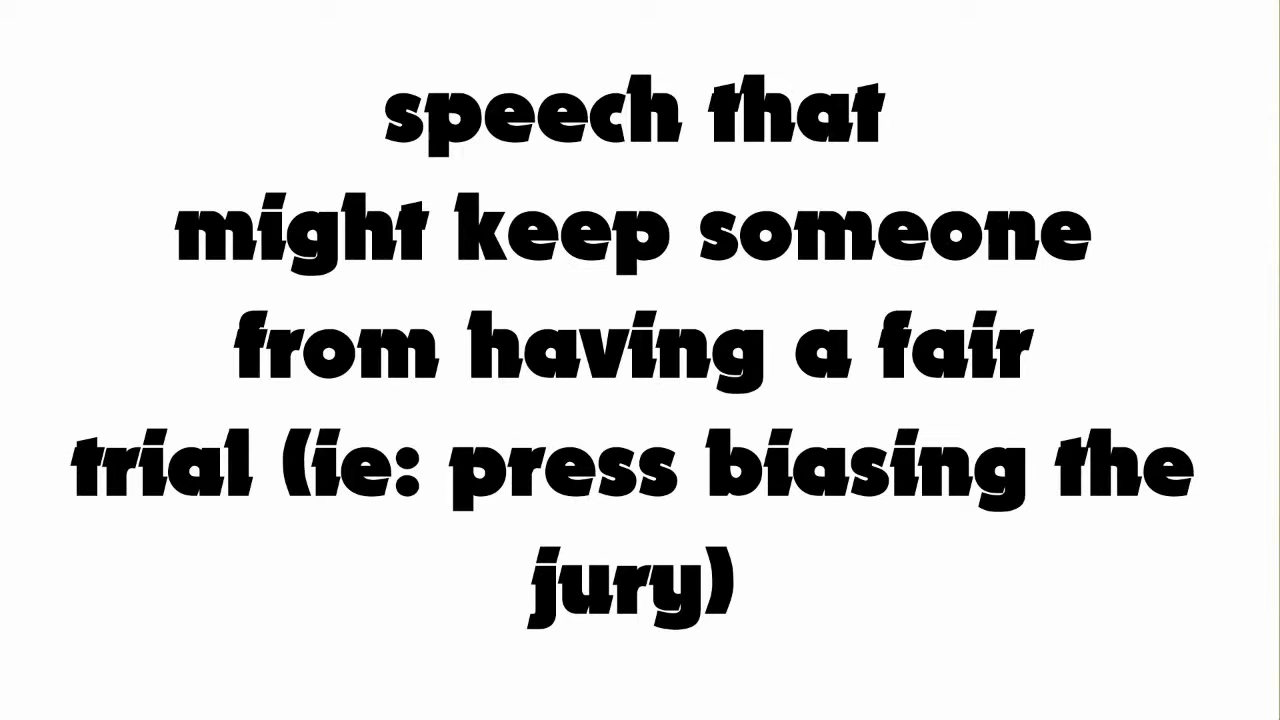 speech that
might keep someone
from having a fair
trial (ie: press biasing the
jury)